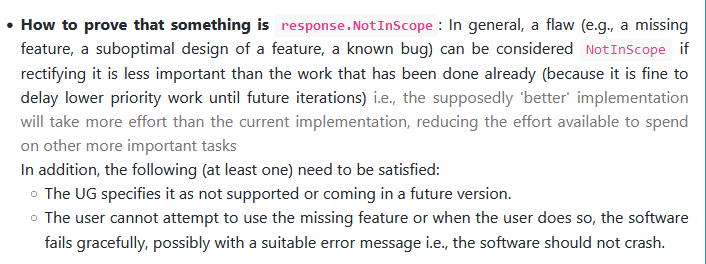 • How to prove that something is response.NotInScope: In general, a flaw (e.g., a missing
feature, a suboptimal design of a feature, a known bug) can be considered NotInScope if
rectifying it is less important than the work that has been done already (because it is fine to
delay lower priority work until future iterations) i.e., the supposedly 'better' implementation
will take more effort than the current implementation, reducing the effort available to spend
on other more important tasks
In addition, the following (at least one) need to be satisfied:
○ The UG specifies it as not supported or coming in a future version.
○ The user cannot attempt to use the missing feature or when the user does so, the software
fails gracefully, possibly with a suitable error message i.e., the software should not crash.